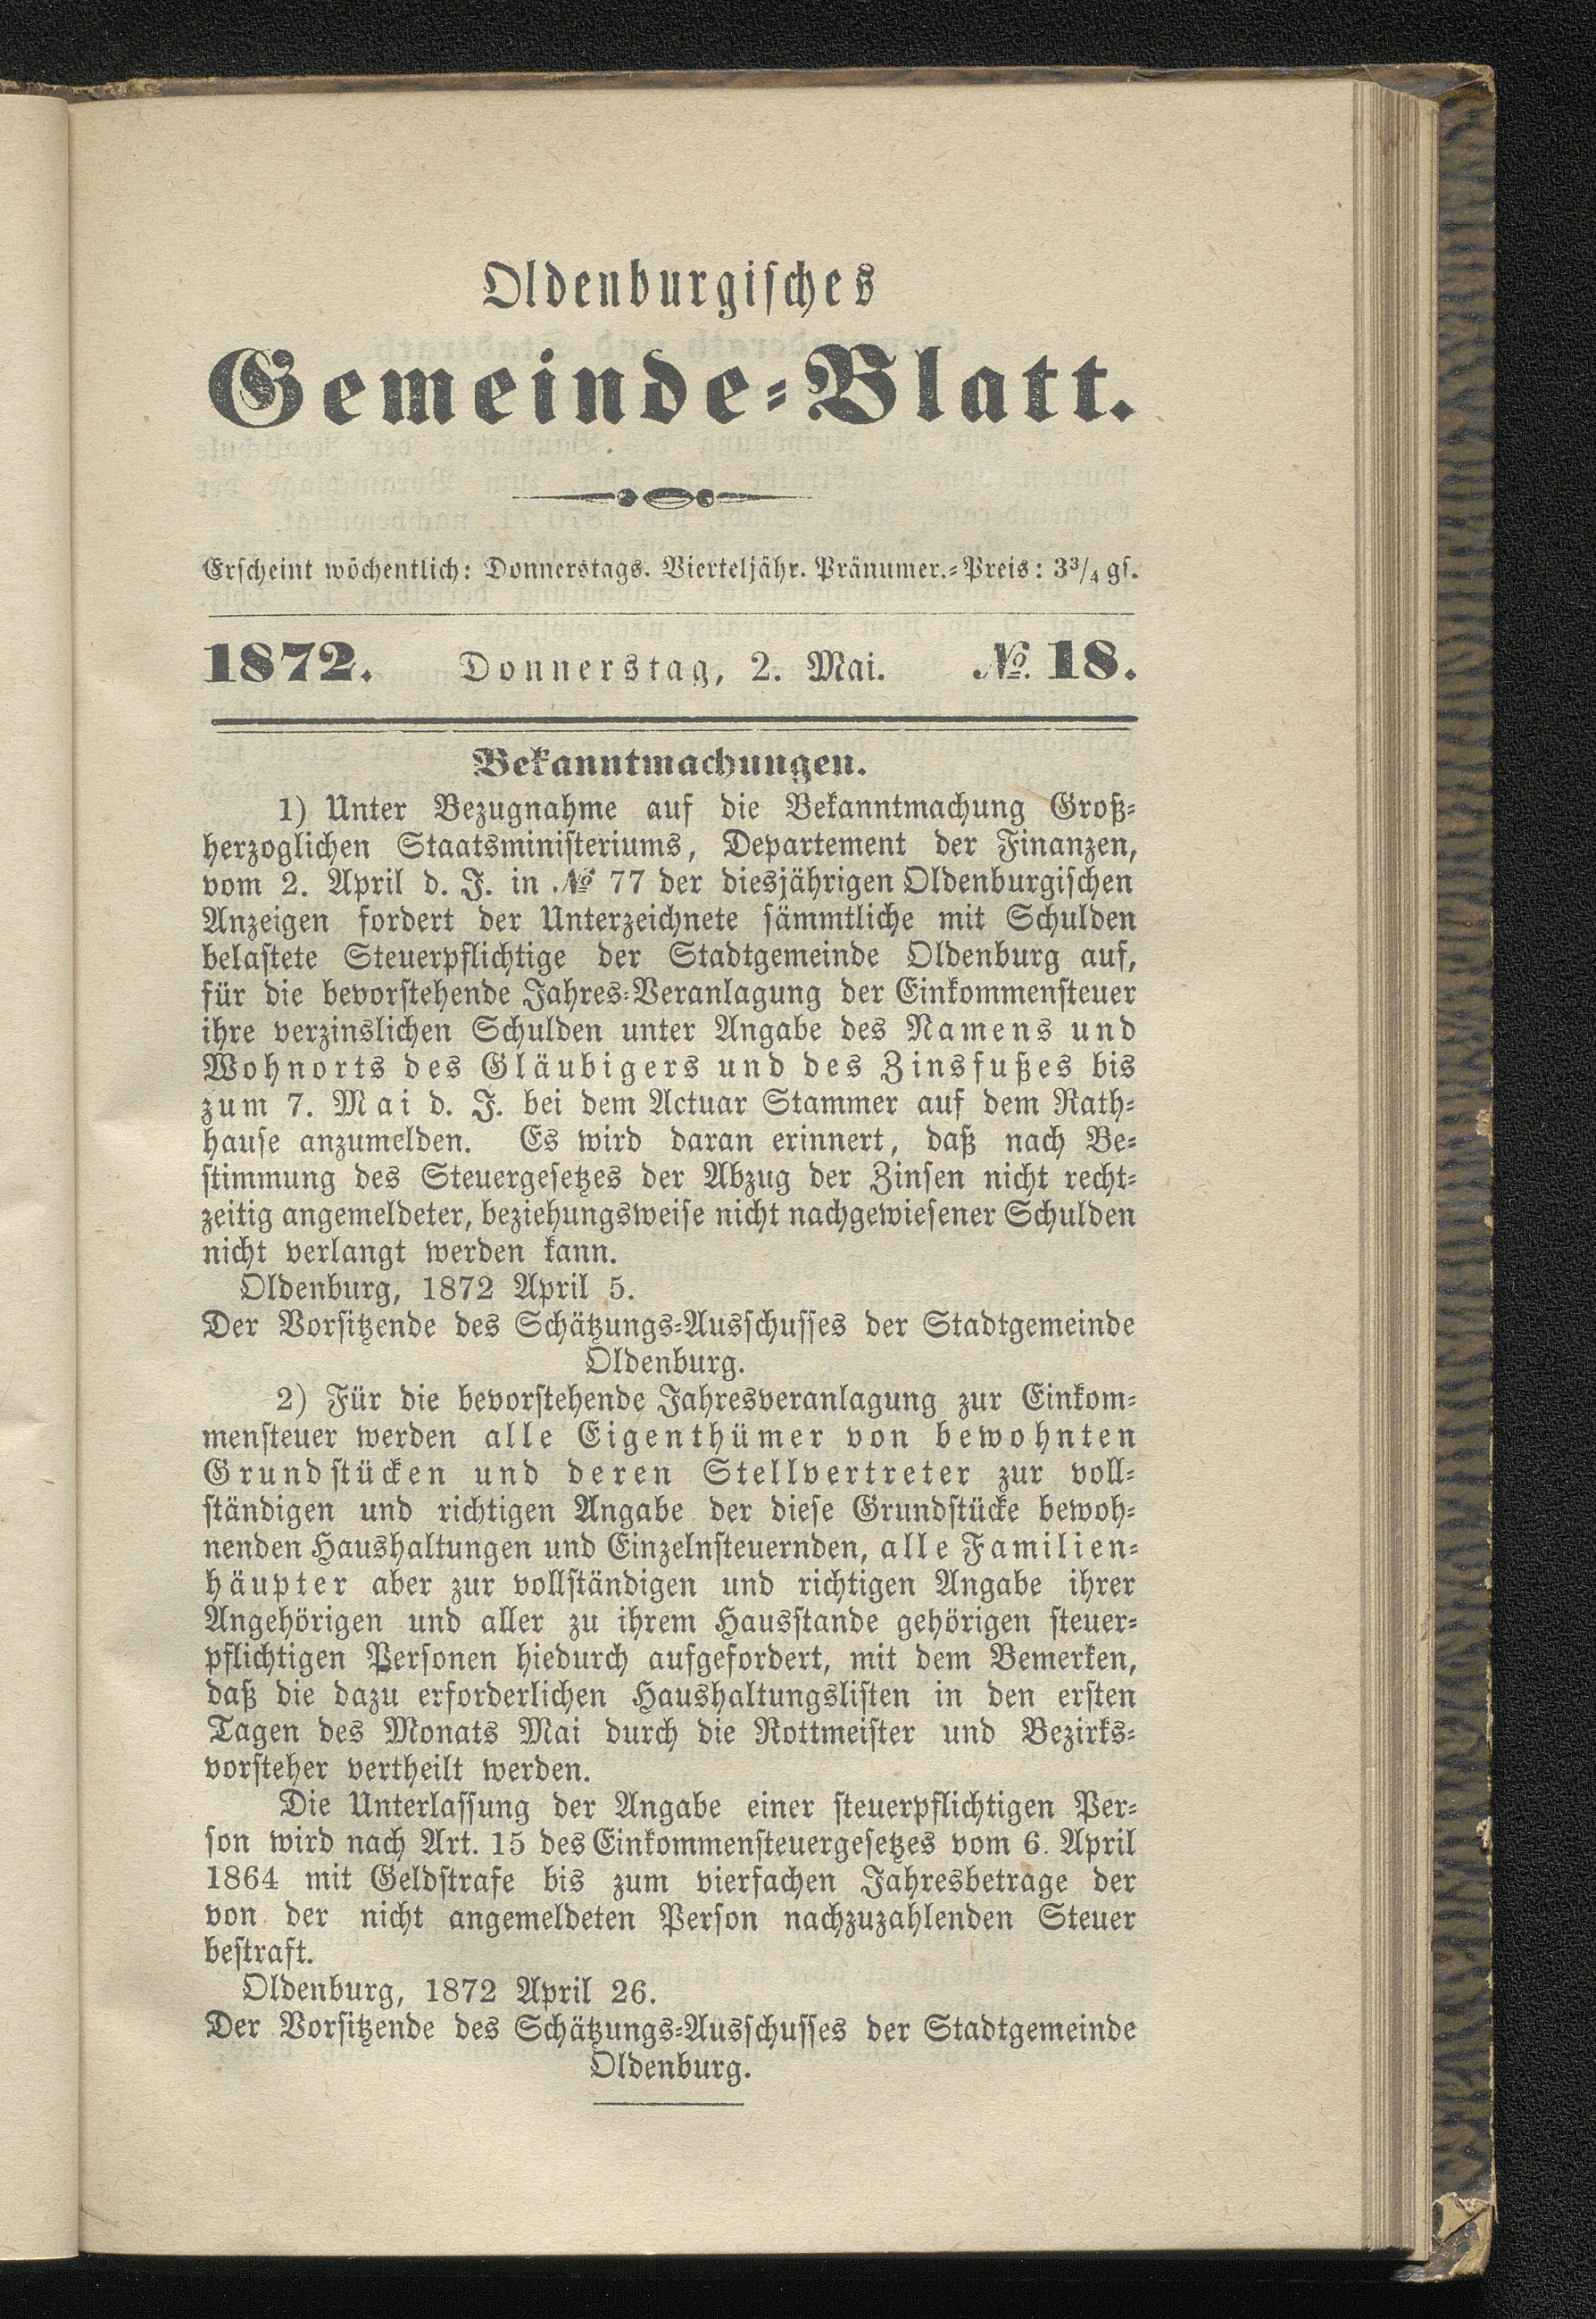 Oldenburgisches
Gemeinde-Blatt.
Erscheint wöchentlich: Donnerstags. Vierteljähr. Pränumer.-Preis: 3 3/4 gs.
1872. Donnerstag, 2. Mai. № 18.
Bekanntmachungen.
1) Unter Bezugnahme auf die Bekanntmachung Groß-
herzoglichen Staatsministeriums, Departement der Finanzen,
vom 2. April d. J. in № 77 der diesjährigen Oldenburgischen
Anzeigen fordert der Unterzeichnete sämmtliche mit Schulden
belastete Steuerpflichtige der Stadtgemeinde Oldenburg auf,
für die bevorstehende Jahres-Veranlagung der Einkommensteuer
ihre verzinslichen Schulden unter Angabe des Namens und
Wohnorts des Gläubigers und des Zinsfußes bis
zum 7. Mai d. J. bei dem Actuar Stammer auf dem Rath-
hause anzumelden. Es wird daran erinnert, daß nach Be-
stimmung des Steuergesetzes der Abzug der Zinsen nicht recht-
zeitig angemeldeter, beziehungsweise nicht nachgewiesener Schulden
nicht verlangt werden kann.
Oldenburg, 1872 April 5.
Der Vorsitzende des Schätzungs-Ausschusses der Stadtgemeinde
Oldenburg.
2) Für die bevorstehende Jahresveranlagung zur Einkom-
mensteuer werden alle Eigenthümer von bewohnten
Grundstücken und deren Stellvertreter zur voll-
ständigen und richtigen Angabe der diese Grundstücke bewoh-
nenden Haushaltungen und Einzelnsteuernden, alle Familien-
häupter aber zur vollständigen und richtigen Angabe ihrer
Angehörigen und aller zu ihrem Hausstande gehörigen steuer-
pflichtigen Personen hiedurch aufgefordert, mit dem Bemerken,
daß die dazu erforderlichen Haushaltungslisten in den ersten
Tagen des Monats Mai durch die Rottmeister und Bezirks-
vorsteher vertheilt werden.
Die Unterlassung der Angabe einer steuerpflichtigen Per-
son wird nach Art. 15 des Einkommensteuergesetzes vom 6. April
1864 mit Geldstrafe bis zum vierfachen Jahresbetrage der
von der nicht angemeldeten Person nachzuzahlenden Steuer
bestraft.
Oldenburg, 1872 April 26.
Der Vorsitzende des Schätzungs-Ausschusses der Stadtgemeinde
Oldenburg.